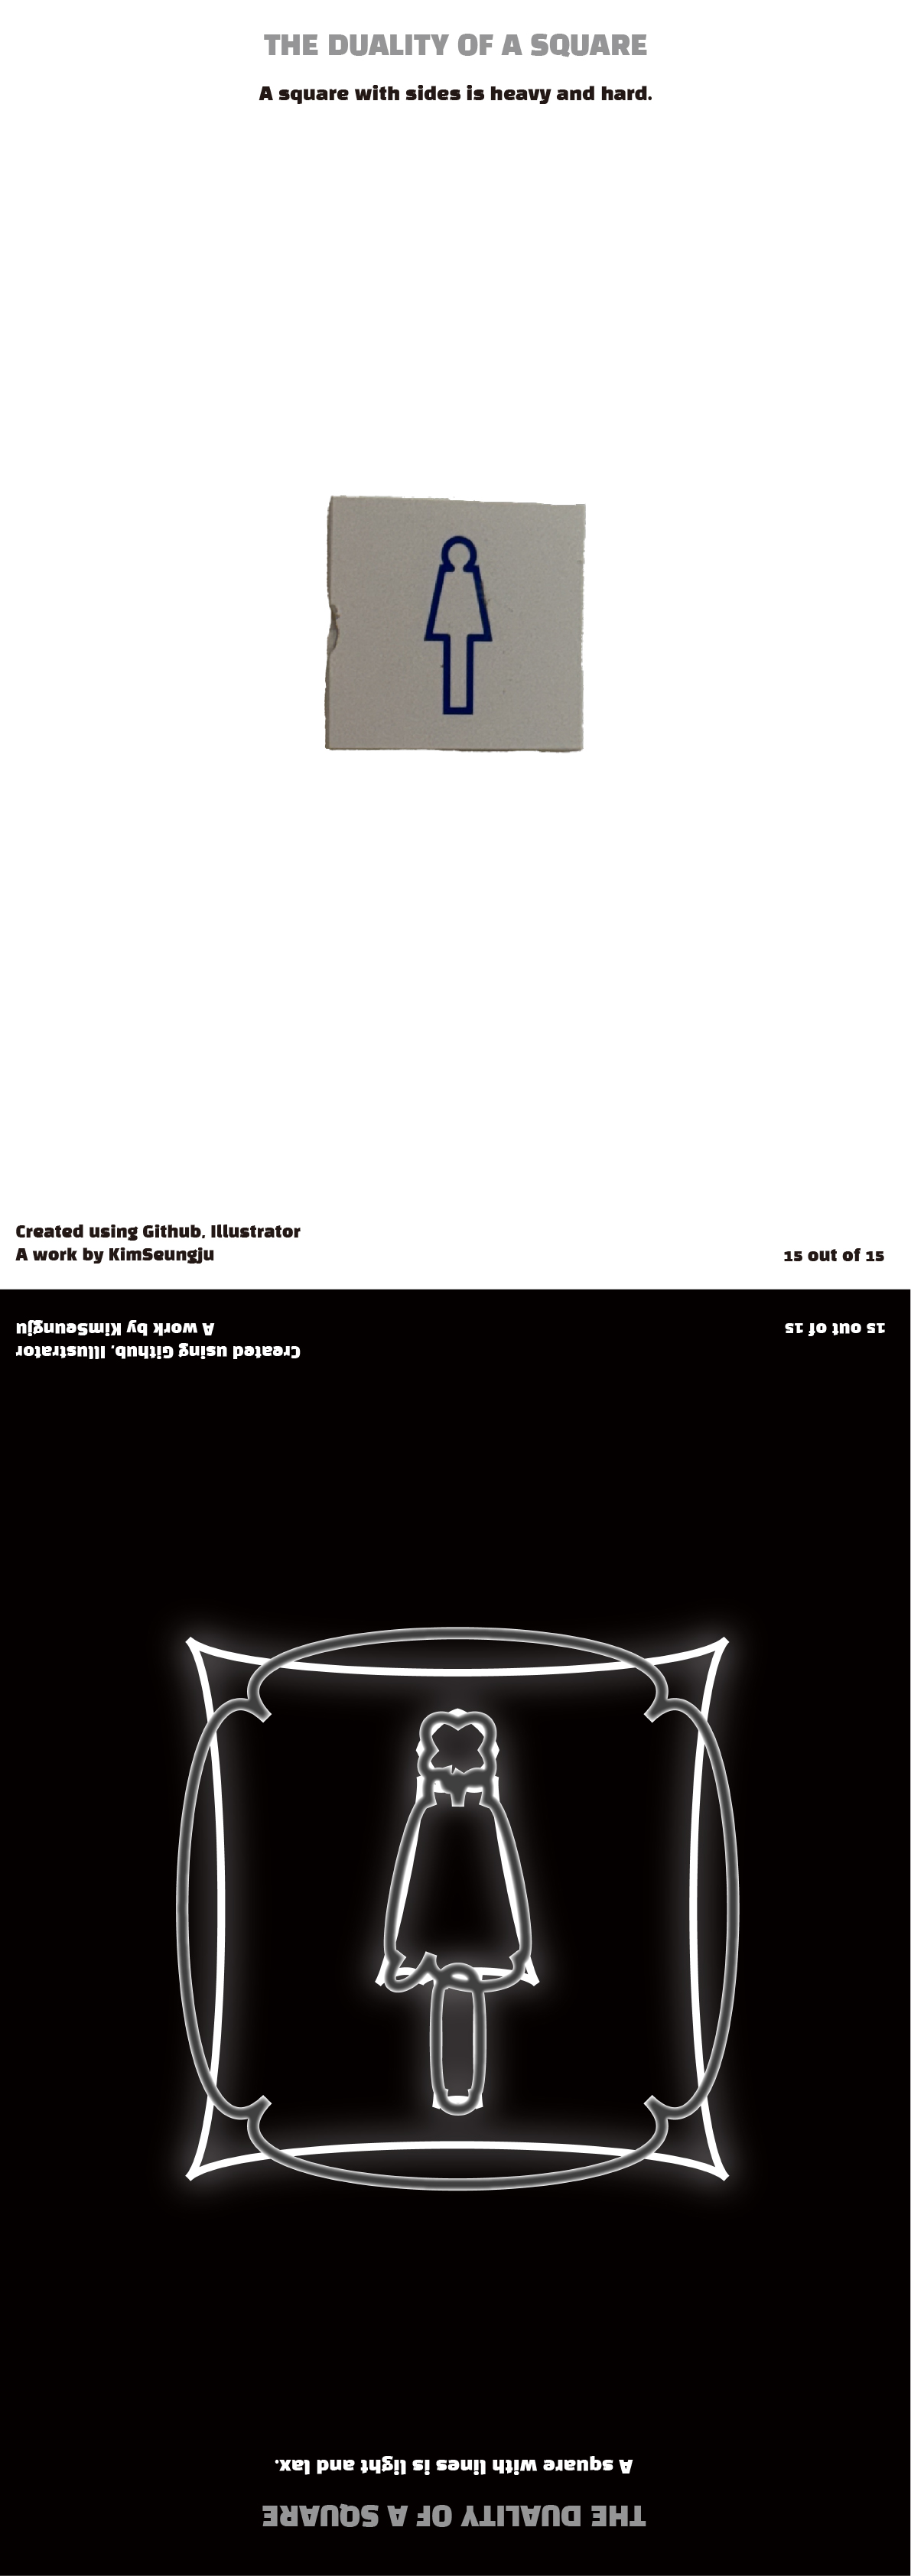 THE DUALITY OF A SQUARE
A square with sides is heavy and hard.
Created using Github, Illustrator
A work by KimSeungju
15 out of 15
A work by KimSeungju
Created using Github, Illustrator
15 out of 15
A square with lines is light and lax.
THE DUALITY OF A SQUARE